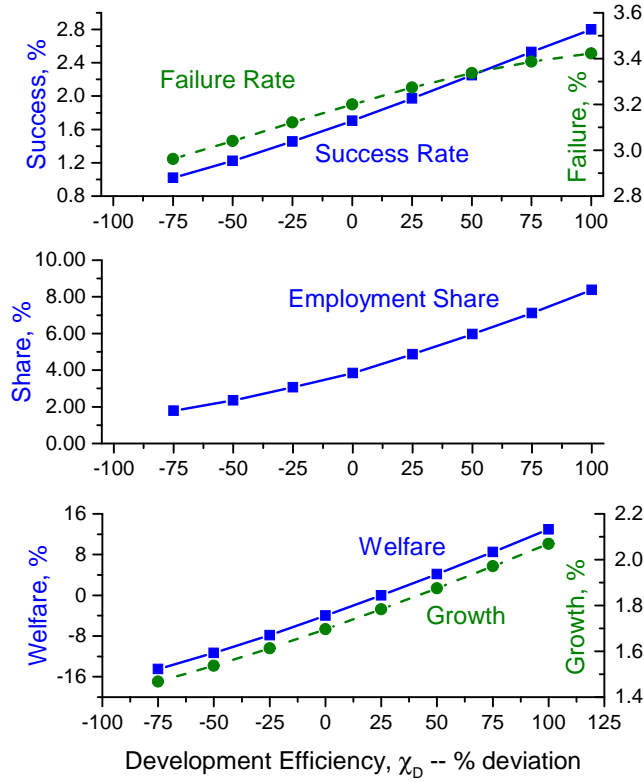 2.8
2.4
2.0
1.6
1.2
0.8
Success, %
Failure Rate
Success Rate
3.6
3.4
3.2
3.0
2.8
Failure, %
-100 -75 -50 -25 0 25 50 75 100
10.00
8.00
6.00
4.00
2.00
0.00
Share, %
Employment Share
-100 -75 -50 -25 0 25 50 75 100
16
8
0
-8
-16
Welfare, %
Welfare
Growth
2.2
2.0
1.8
1.6
1.4
Growth, %
-100 -75 -50 -25 0 25 50 75 100 125
Development Efficiency, χ_D -- % deviation